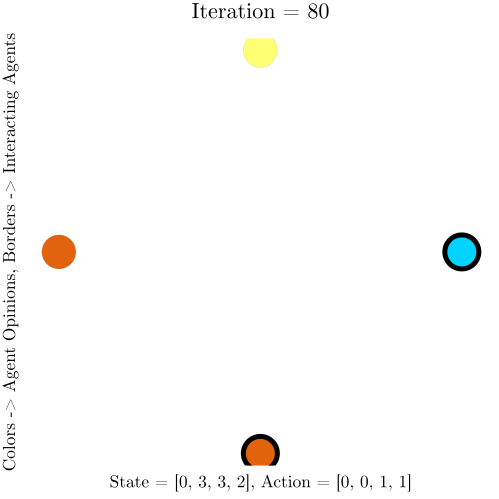 Iteration = 80
Colors -> Agent Opinions, Borders -> Interacting Agents
State = [0, 3, 3, 2], Action = [0, 0, 1, 1]